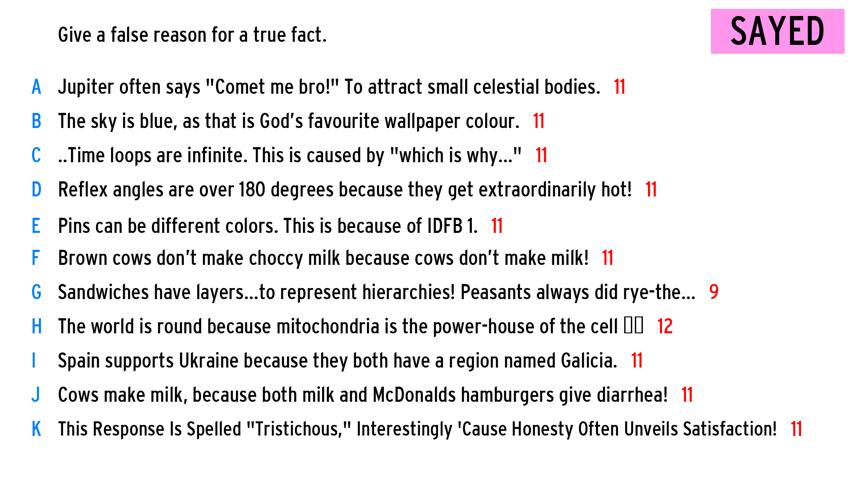 Give a false reason for a true fact.
SAYED
A Jupiter often says "Comet me bro!" To attract small celestial bodies. 11
B The sky is blue, as that is God's favourite wallpaper colour. 11
C ..Time loops are infinite. This is caused by "which is why..." 11
D Reflex angles are over 180 degrees because they get extraordinarily hot! 11
E Pins can be different colors. This is because of IDFB 1. 11
F Brown cows don't make choccy milk because cows don't make milk! 11
G Sandwiches have layers...to represent hierarchies! Peasants always did rye-the... 9
H The world is round because mitochondria is the power-house of the cell 12
I Spain supports Ukraine because they both have a region named Galicia. 11
J Cows make milk, because both milk and McDonalds hamburgers give diarrhea! 11
K This Response Is Spelled "Tristichous," Interestingly 'Cause Honesty Often Unveils Satisfaction! 11